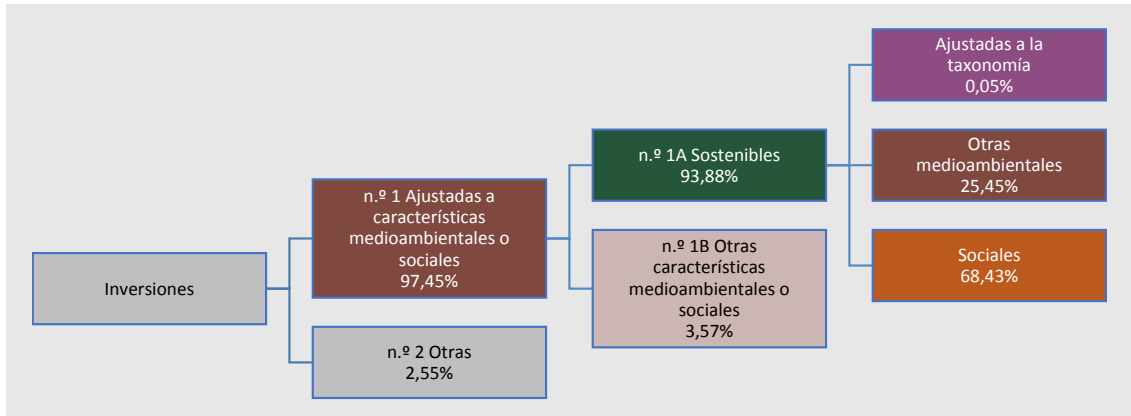 Inversiones
n.º 1 Ajustadas a
características
medioambientales o
sociales
97,45%
n.º 2 Otras
2,55%
n.º 1A Sostenibles
93,88%
n.º 1B Otras
características
medioambientales o
sociales
3,57%
Ajustadas a la
taxonomía
0,05%
Otras
medioambientales
25,45%
Sociales
68,43%